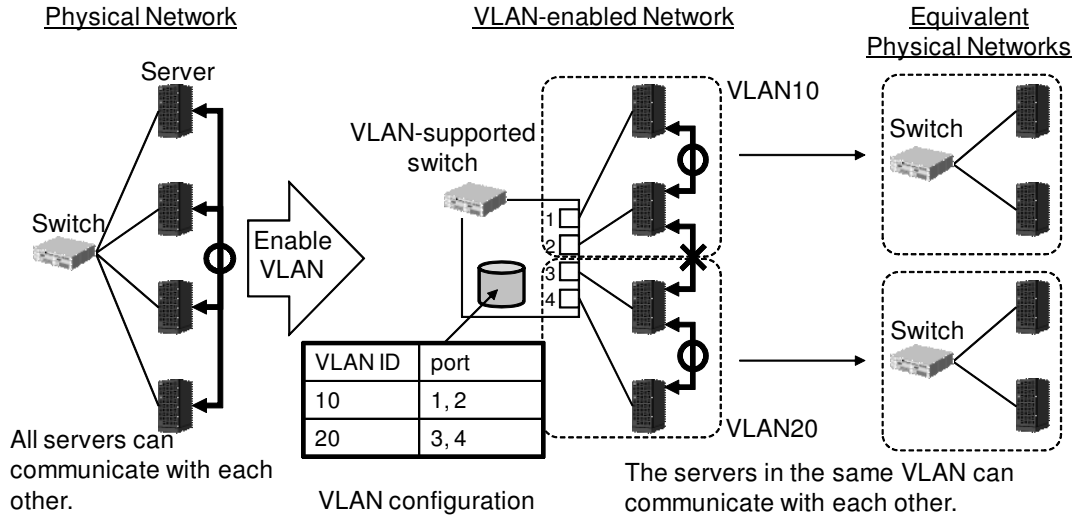 Physical Network
Server
Switch
All servers can
communicate with each
other.
Enable
VLAN
VLAN-enabled Network
VLAN-supported
switch
1
2
3
4
VLAN10
VLAN20
VLAN ID port
10 1, 2
20 3, 4
VLAN configuration
The servers in the same VLAN can
communicate with each other.
Equivalent
Physical Networks
Switch
Switch